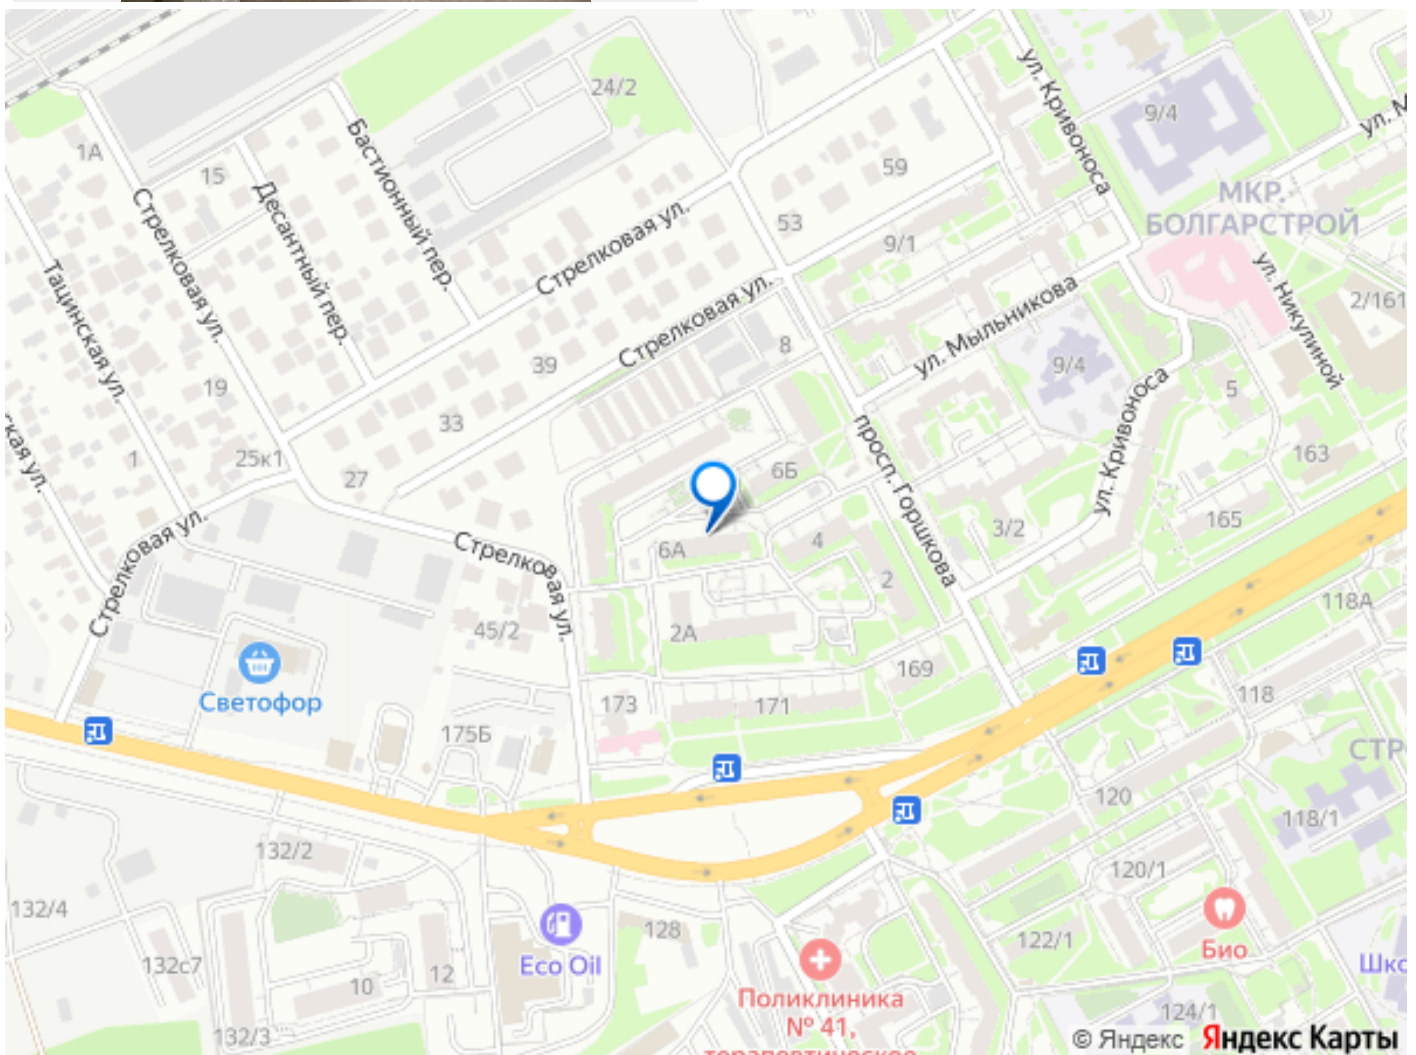 24/2
ул. Кривоноса
9/4
1А
15
Бастионный пер.
59
МКР.
БОЛГАРСТРОЙ
Десантный пер.
Стрелковая ул.
53
9/1
Стрелковая ул.
ул. Никулиной
2/161
Тацинская ул.
Стрелковая ул.
8
ул. Мыльникова
9/4
39
19
5
33
ул. Кривоноса
просп. Горшкова
1
25к1
27
6Б
163
165
3/2
Стрелковая ул.
Стрелковая ул.
6А
4
2
118А
45/2
2А
169
118
Светофор
173
171
175Б
120
118/1
132/2
120/1
132/4
128
122/1
Био
132с7
12
Eco Oil
10
Поликлиника
№ 41,
терапевтическое
124/1
132/3
© Яндекс Яндекс Карты